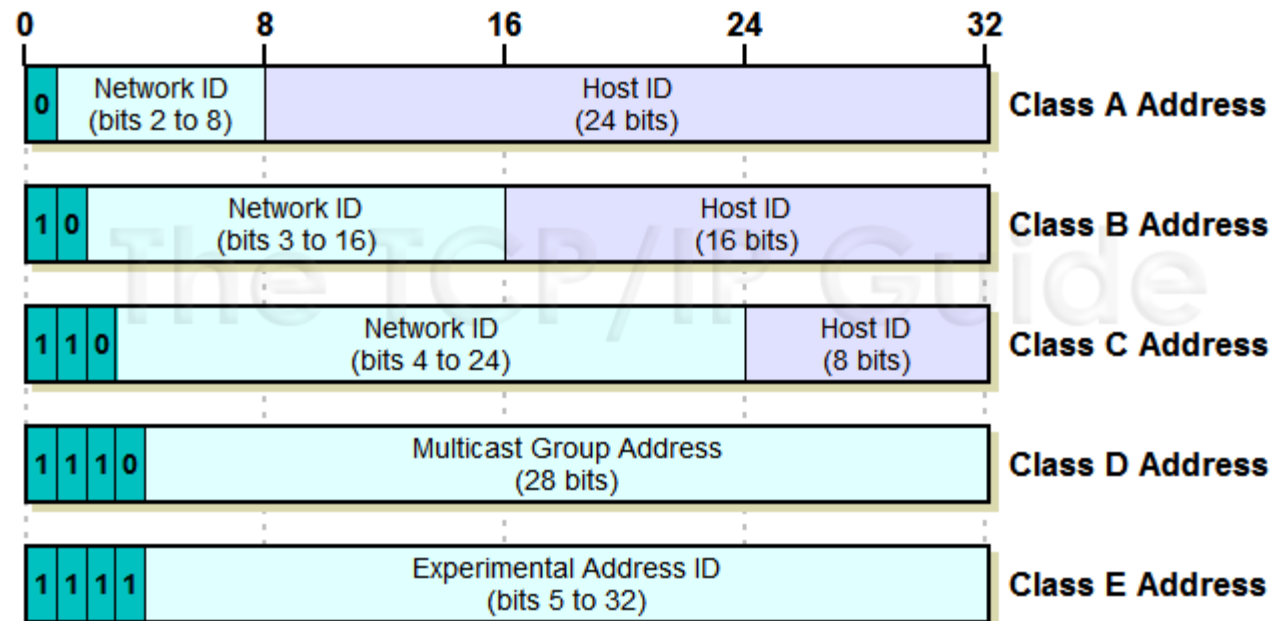 0 8 16 24 32
0 Network ID Host ID Class A Address
(bits 2 to 8) (24 bits)
1 0 Network ID Host ID Class B Address
(bits 3 to 16) (16 bits)
The TCP/IP Guide
1 1 0 Network ID Host ID Class C Address
(bits 4 to 24) (8 bits)
1 1 1 0 Multicast Group Address Class D Address
(28 bits)
1 1 1 1 Experimental Address ID Class E Address
(bits 5 to 32)